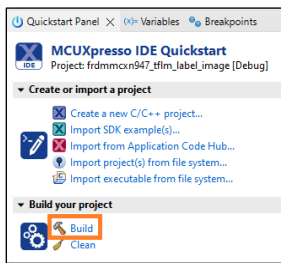 Quickstart Panel
(x)= Variables
Breakpoints
IDE
MCUXpresso IDE Quickstart
Project: frdmmcxn947_tflm_label_image [Debug]
Create or import a project
Create a new C/C++ project...
Import SDK example(s)...
Import from Application Code Hub...
Import project(s) from file system...
Import executable from file system...
Build your project
Build
Clean